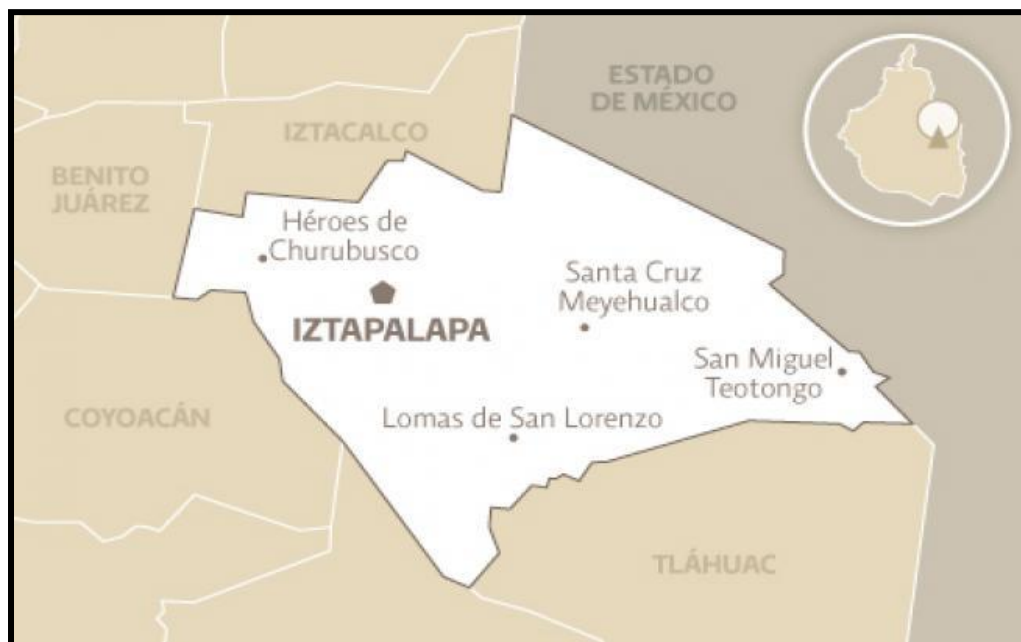 ESTADO
DE MÉXICO
IZTACALCO
BENITO
JUÁREZ
Héroes de
Churubusco
Santa Cruz
Meyehualco
IZTAPALAPA
San Miguel
Teotongo
COYOACÁN
Lomas de San Lorenzo
TLÁHUAC